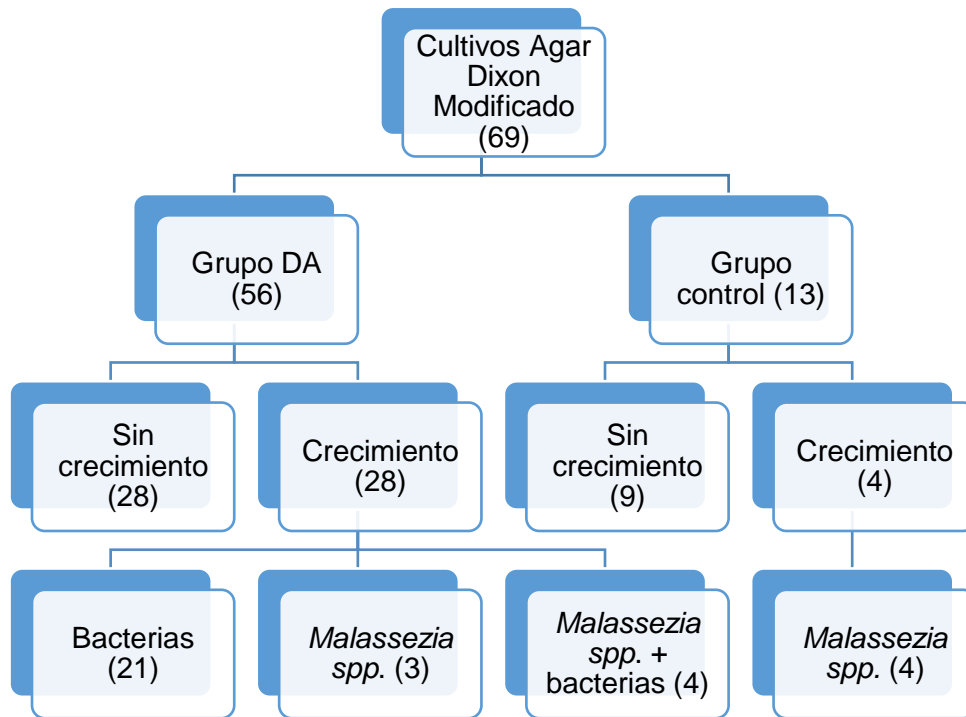 Cultivos Agar
Dixon
Modificado
(69)
Grupo DA
(56)
Grupo
control (13)
Sin
crecimiento
(28)
Crecimiento
(28)
Sin
crecimiento
(9)
Crecimiento
(4)
Bacterias
(21)
Malassezia
spp. (3)
Malassezia
spp. +
bacterias (4)
Malassezia
spp. (4)